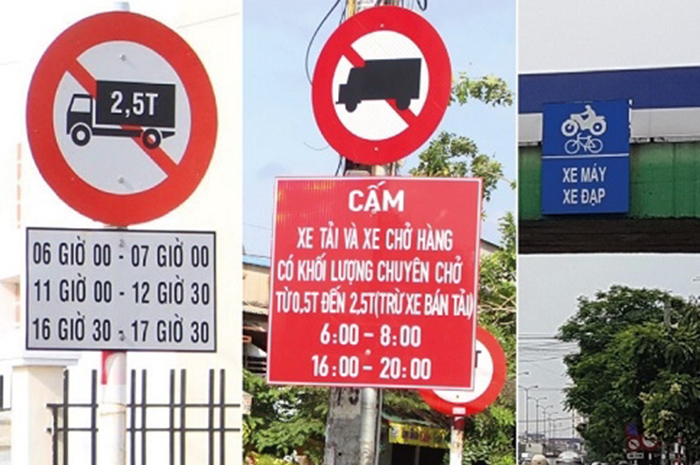 2,5T
06 GIỜ 00 - 07 GIỜ 00
11 GIỜ 00 - 12 GIỜ 30
16 GIỜ 30 - 17 GIỜ 30
CẤM
XE TẢI VÀ XE CHỞ HÀNG
CÓ KHỐI LƯỢNG CHUYÊN CHỞ
TỪ 0.5T ĐẾN 2,5T(TRỪ XE BÁN TẢI)
6:00 - 8:00
16:00 - 20:00
XE MÁY
XE ĐẠP